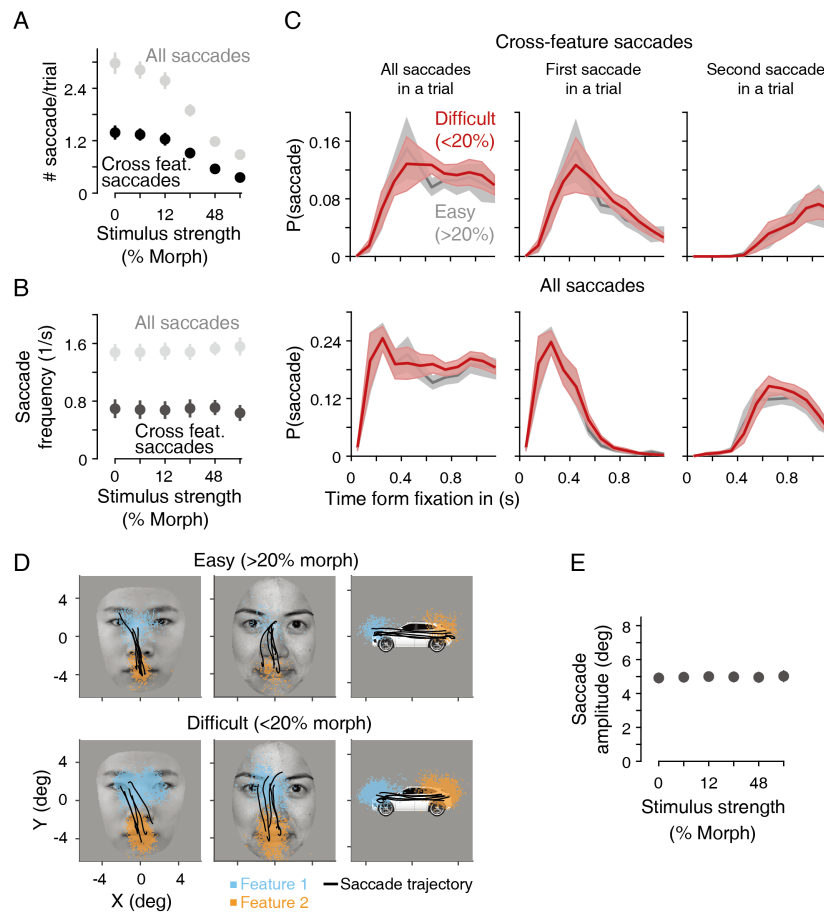 A
All saccades
# saccade/trial
2.4
1.2
0
Cross feat.
saccades
0
12
48
Stimulus strength
(% Morph)
B
All saccades
Saccade
frequency (1/s)
1.6
0.8
0
Cross feat.
saccades
0
12
48
Stimulus strength
(% Morph)
C
Cross-feature saccades
All saccades
in a trial
First saccade
in a trial
Second saccade
in a trial
P(saccade)
0.16
0.08
0
Difficult
(<20%)
Easy
(>20%)
All saccades
P(saccade)
0.24
0.12
0
0
0.4
0.8
0
0.4
0.8
0
0.4
0.8
Time form fixation in (s)
D
Easy (>20% morph)
4
0
-4
Difficult (<20% morph)
Y (deg)
4
0
-4
-4
0
4
X (deg)
Feature 1
Feature 2
Saccade trajectory
E
Saccade
amplitude (deg)
8
6
4
2
0
0
12
48
Stimulus strength
(% Morph)